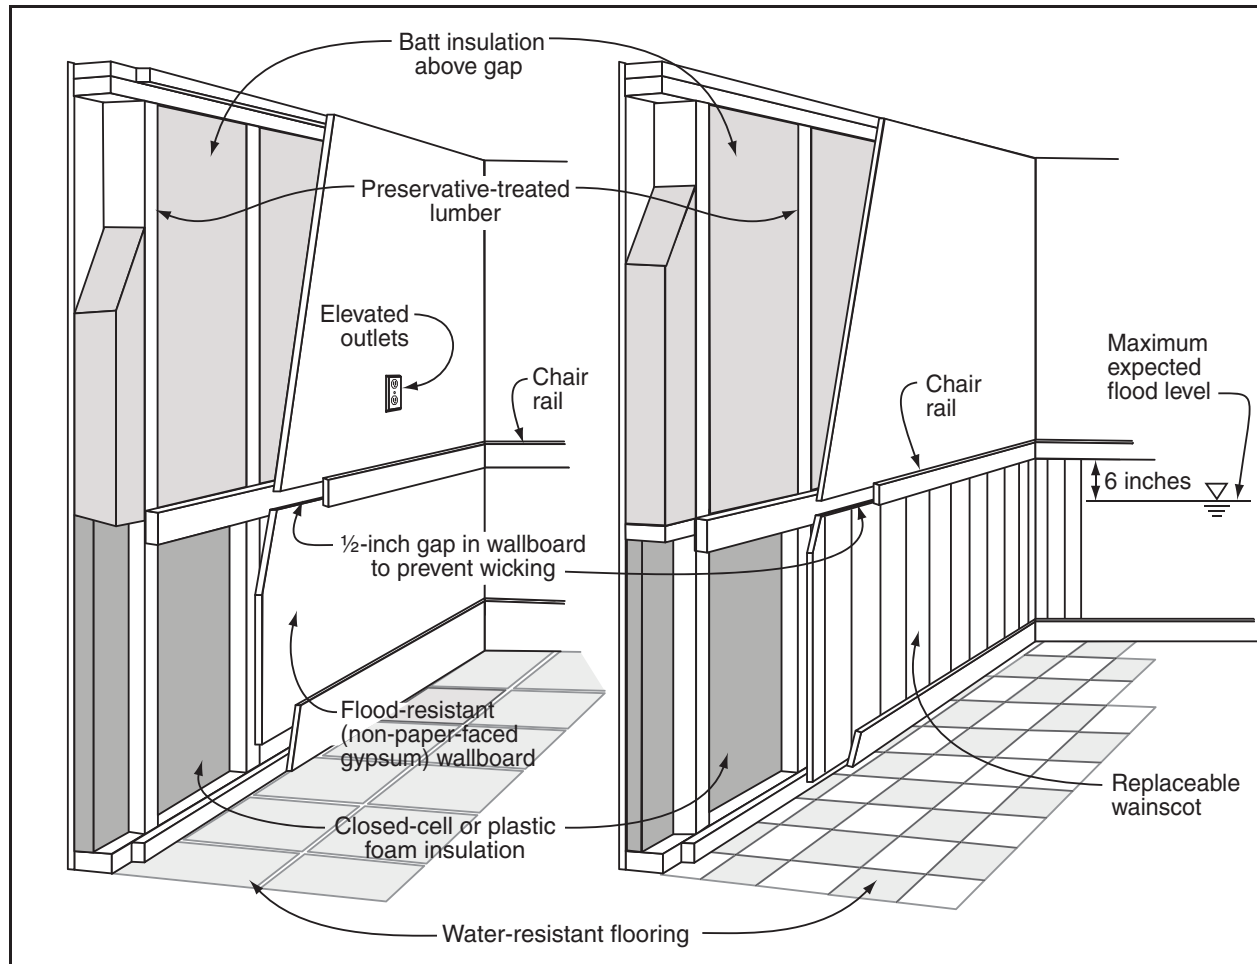 Batt insulation
above gap
Preservative-treated
lumber
Elevated
outlets
Chair
rail
Chair
rail
Maximum
expected
flood level
6 inches
½-inch gap in wallboard
to prevent wicking
Flood-resistant
(non-paper-faced
gypsum) wallboard
Replaceable
wainscot
Closed-cell or plastic
foam insulation
Water-resistant flooring